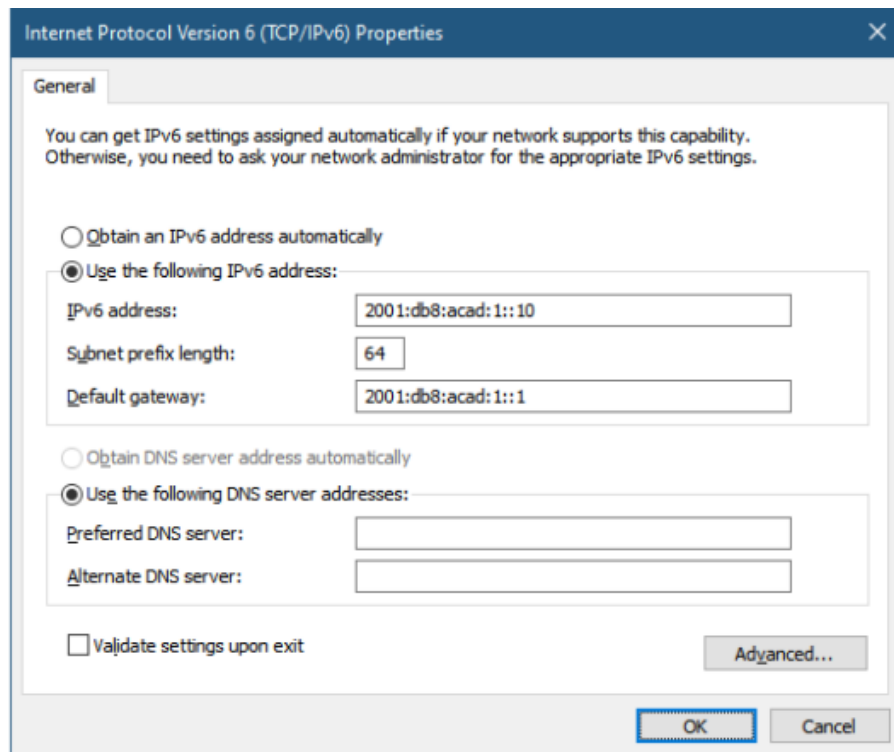 Internet Protocol Version 6 (TCP/IPv6) Properties
General
You can get IPv6 settings assigned automatically if your network supports this capability.
Otherwise, you need to ask your network administrator for the appropriate IPv6 settings.
Obtain an IPv6 address automatically
Use the following IPv6 address:
IPv6 address: 2001:db8:acad:1::10
Subnet prefix length: 64
Default gateway: 2001:db8:acad:1::1
Obtain DNS server address automatically
Use the following DNS server addresses:
Preferred DNS server:
Alternate DNS server:
Validate settings upon exit
Advanced...
OK Cancel